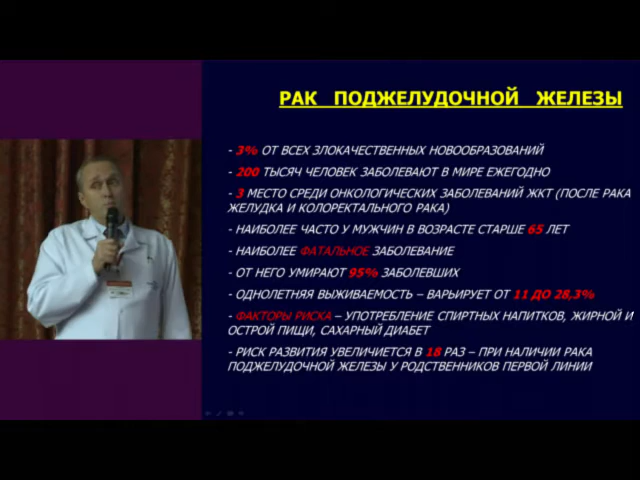 РАК ПОДЖЕЛУДОЧНОЙ ЖЕЛЕЗЫ
- 3% ОТ ВСЕХ ЗЛОКАЧЕСТВЕННЫХ НОВООБРАЗОВАНИЙ
- 200 ТЫСЯЧ ЧЕЛОВЕК ЗАБОЛЕВАЮТ В МИРЕ ЕЖЕГОДНО
- 3 МЕСТО СРЕДИ ОНКОЛОГИЧЕСКИХ ЗАБОЛЕВАНИЙ ЖКТ (ПОСЛЕ РАКА
ЖЕЛУДКА И КОЛОРЕКТАЛЬНОГО РАКА)
- НАИБОЛЕЕ ЧАСТО У МУЖЧИН В ВОЗРАСТЕ СТАРШЕ 65 ЛЕТ
- НАИБОЛЕЕ ФАТАЛЬНОЕ ЗАБОЛЕВАНИЕ
- ОТ НЕГО УМИРАЮТ 95% ЗАБОЛЕВШИХ
- ОДНОЛЕТНЯЯ ВЫЖИВАЕМОСТЬ – ВАРЬИРУЕТ ОТ 11 ДО 28,3%
- ФАКТОРЫ РИСКА – УПОТРЕБЛЕНИЕ СПИРТНЫХ НАПИТКОВ, ЖИРНОЙ И
ОСТРОЙ ПИЩИ, САХАРНЫЙ ДИАБЕТ
- РИСК РАЗВИТИЯ УВЕЛИЧИЕТСЯ В 18 РАЗ – ПРИ НАЛИЧИИ РАКА
ПОДЖЕЛУДОЧНОЙ ЖЕЛЕЗЫ У РОДСТВЕННИКОВ ПЕРВОЙ ЛИНИИ